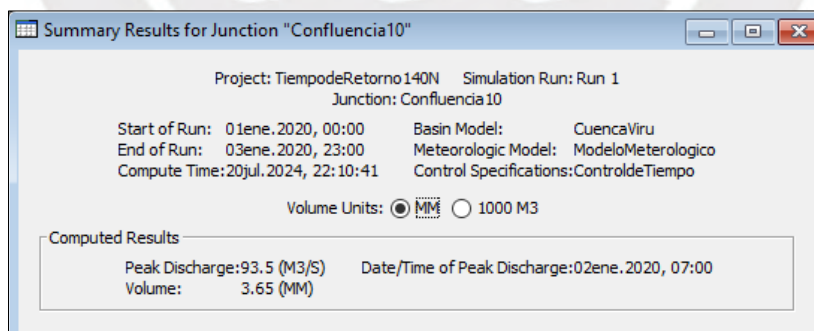 Summary Results for Junction "Confluencia10"
Project: TiempodeRetorno140N Simulation Run: Run 1
Junction: Confluencia10
Start of Run: 01ene.2020, 00:00 Basin Model: CuencaViru
End of Run: 03ene.2020, 23:00 Meteorologic Model: ModeloMeterologico
Compute Time:20jul.2024, 22:10:41 Control Specifications:ControldeTiempo
Volume Units: MM 1000 M3
Computed Results
Peak Discharge:93.5 (M3/S) Date/Time of Peak Discharge:02ene.2020, 07:00
Volume: 3.65 (MM)